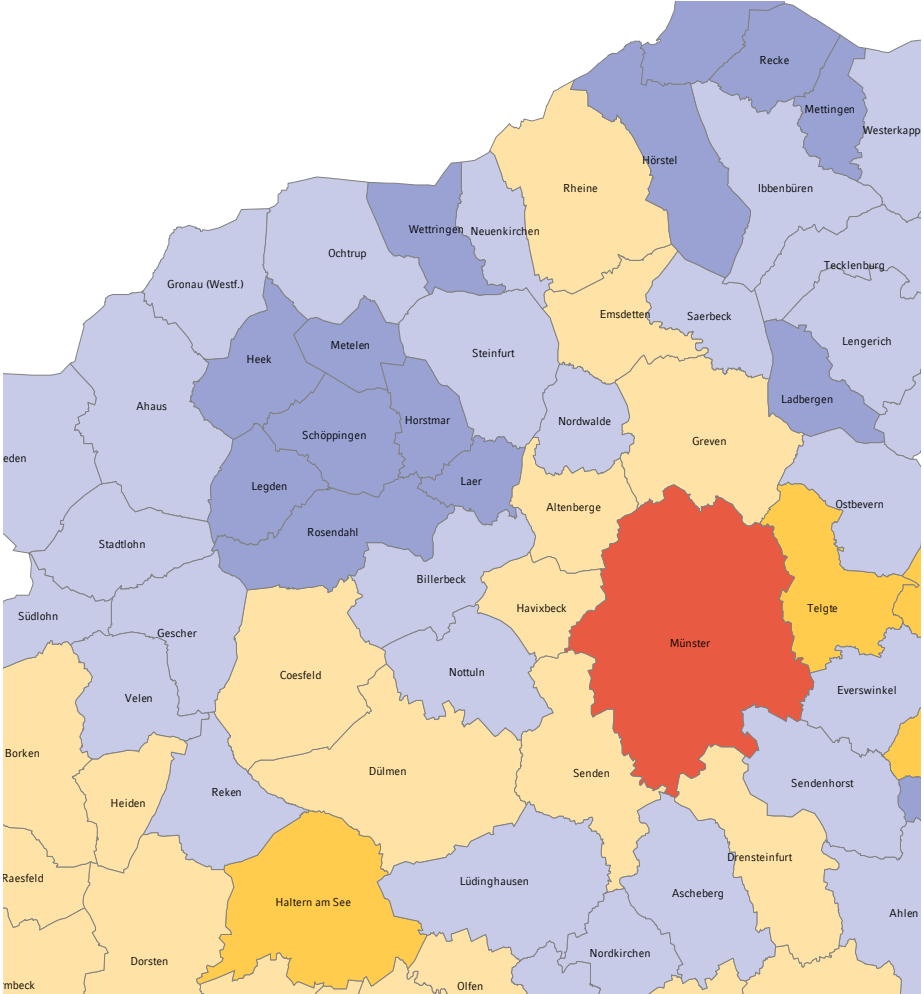 Recke
Mettingen
Westerkapp
Hörstel
Rheine
Ibbenbüren
Wettringen
Neuenkirchen
Ochtrup
Tecklenburg
Gronau (Westf.)
Emsdetten
Saerbeck
Lengerich
Metelen
Steinfurt
Heek
Ladbergen
Ahaus
Horstmar
Nordwalde
Schöppingen
Greven
eden
Laer
Legden
Ostbevern
Altenberge
Rosendahl
Stadtlohn
Billerbeck
Havixbeck
Telgte
Südlohn
Gescher
Münster
Nottuln
Coesfeld
Everswinkel
Velen
Borken
Dülmen
Senden
Sendenhorst
Reken
Heiden
Drensteinfurt
Raesfeld
Lüdinghausen
Ascheberg
Haltern am See
Ahlen
Nordkirchen
Dorsten
rmbeck
Olfen